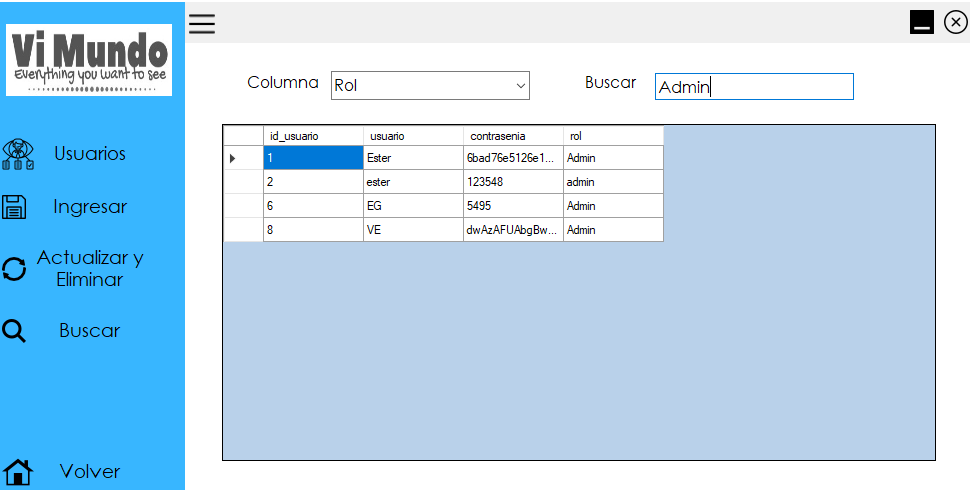 Vi Mundo
Everything you want to see
Usuarios
Ingresar
Actualizar y
Eliminar
Buscar
Volver
Columna Rol Buscar Admin
id_usuario usuario contrasenia rol
1 Ester 6bad76e5126e1... Admin
2 ester 123548 admin
6 EG 5495 Admin
8 VE dwAzAFUAbgBw... Admin